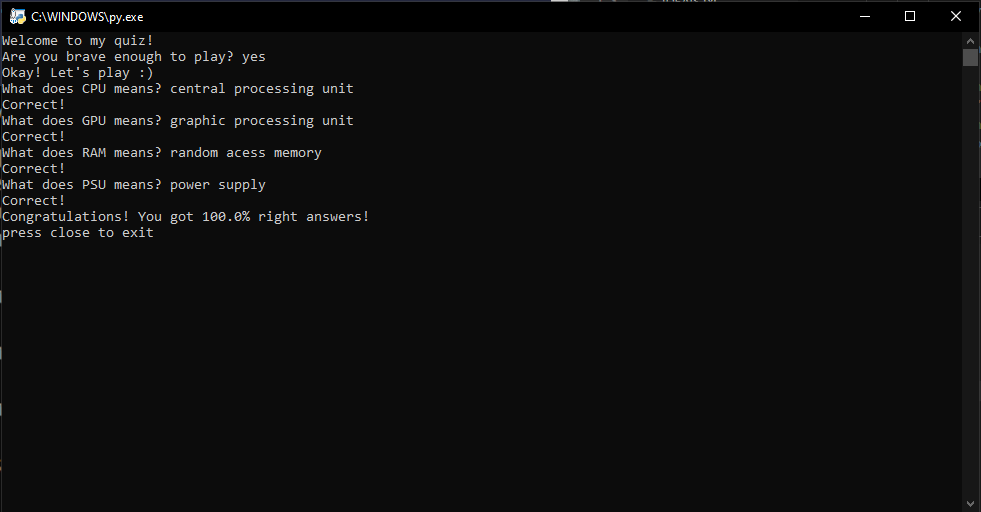 C:\WINDOWS\py.exe
Welcome to my quiz!
Are you brave enough to play? yes
Okay! Let's play :)
What does CPU means? central processing unit
Correct!
What does GPU means? graphic processing unit
Correct!
What does RAM means? random acess memory
Correct!
What does PSU means? power supply
Correct!
Congratulations! You got 100.0% right answers!
press close to exit